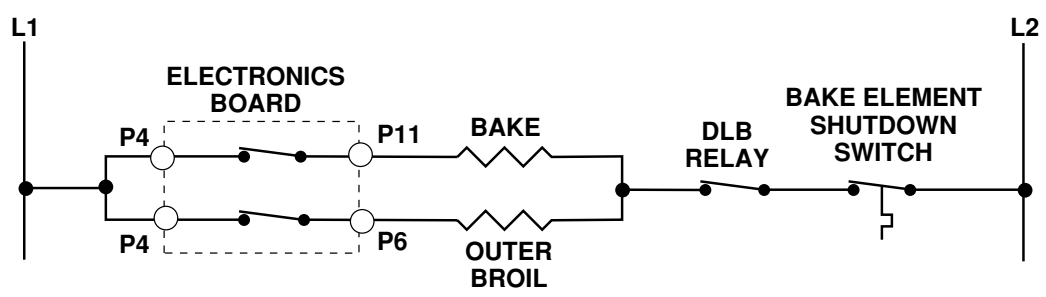 L1
L2
ELECTRONICS
BOARD
P4
P11
BAKE
DLB
RELAY
BAKE ELEMENT
SHUTDOWN
SWITCH
P4
P6
OUTER
BROIL